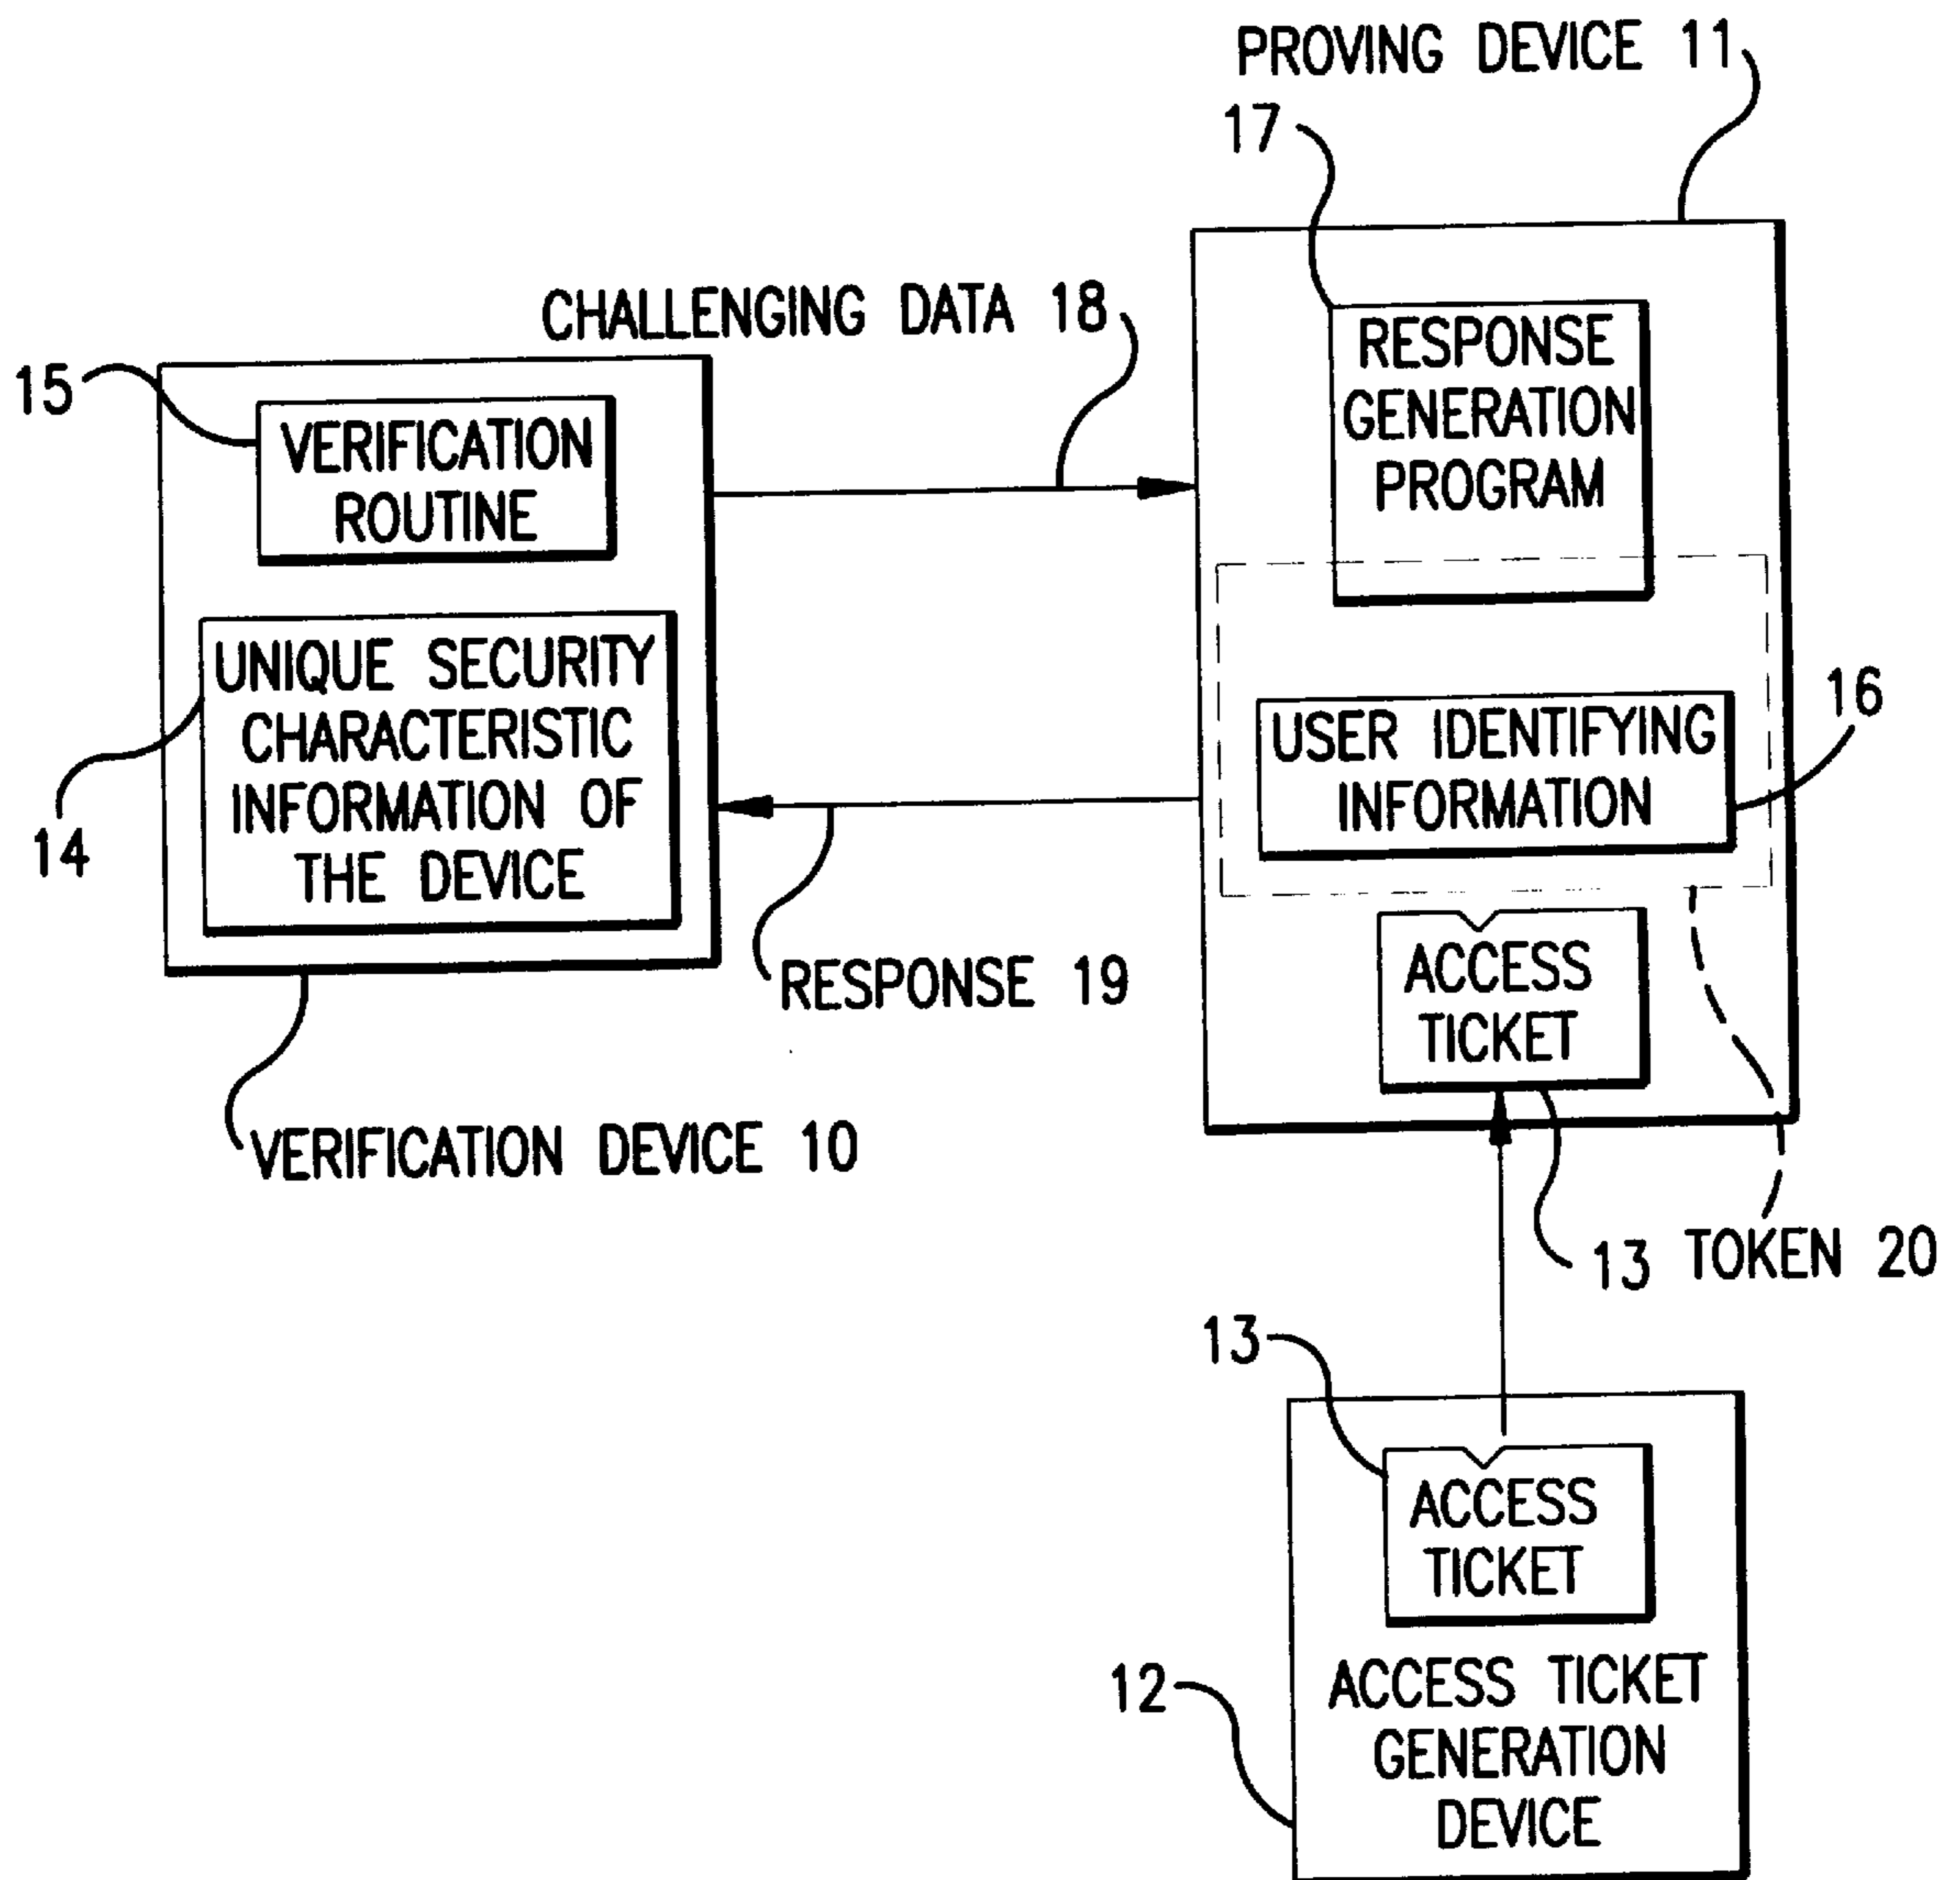 PROVING DEVICE 11
17
CHALLENGING DATA 18
RESPONSE
GENERATION
PROGRAM
15
VERIFICATION
ROUTINE
UNIQUE SECURITY
CHARACTERISTIC
INFORMATION OF
THE DEVICE
14
16
USER IDENTIFYING
INFORMATION
RESPONSE 19
ACCESS
TICKET
VERIFICATION DEVICE 10
13
TOKEN 20
13
ACCESS
TICKET
12
ACCESS TICKET
GENERATION
DEVICE